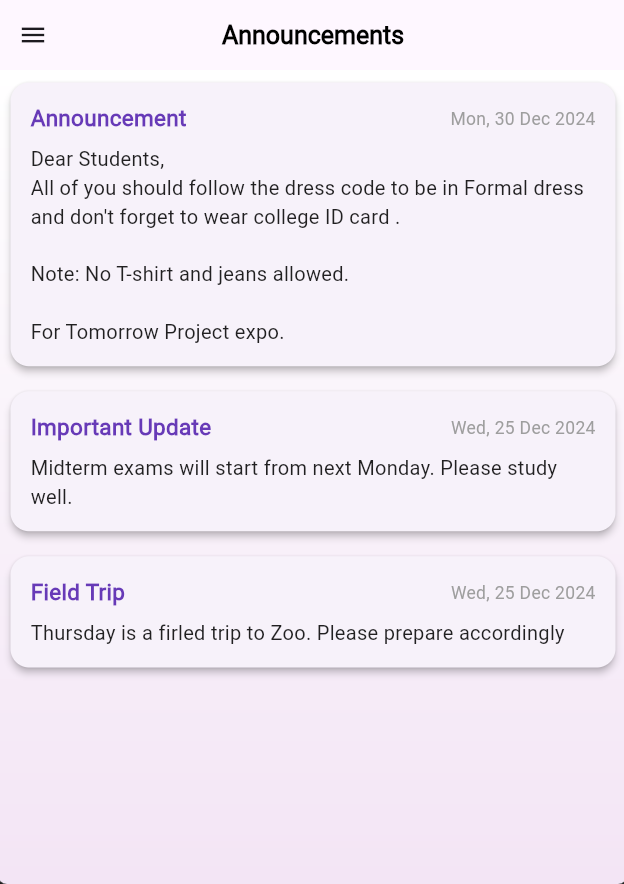 Announcements
Announcement
Mon, 30 Dec 2024
Dear Students,
All of you should follow the dress code to be in Formal dress
and don't forget to wear college ID card .
Note: No T-shirt and jeans allowed.
For Tomorrow Project expo.
Important Update
Wed, 25 Dec 2024
Midterm exams will start from next Monday. Please study
well.
Field Trip
Wed, 25 Dec 2024
Thursday is a firled trip to Zoo. Please prepare accordingly